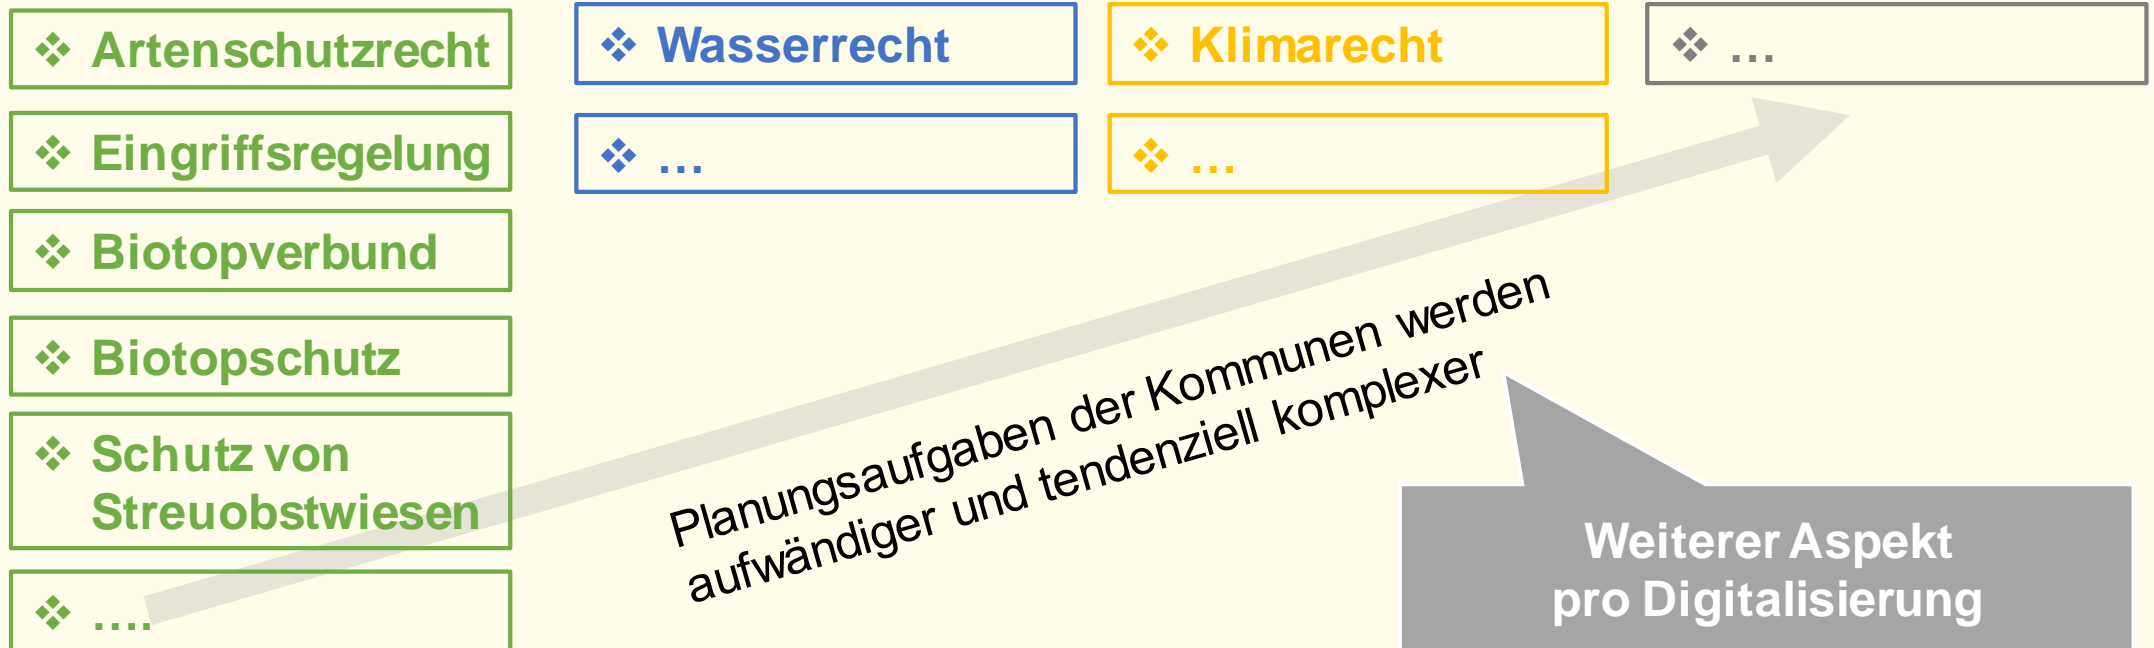 ❖ Artenschutzrecht
❖ Eingriffsregelung
❖ Biotopverbund
❖ Biotopschutz
❖ Schutz von
Streuobstwiesen
❖ ....
❖ Wasserrecht
❖ ...
❖ Klimarecht
❖ ...
❖ ...
Planungsaufgaben der Kommunen werden
aufwändiger und tendenziell komplexer
Weiterer Aspekt
pro Digitalisierung